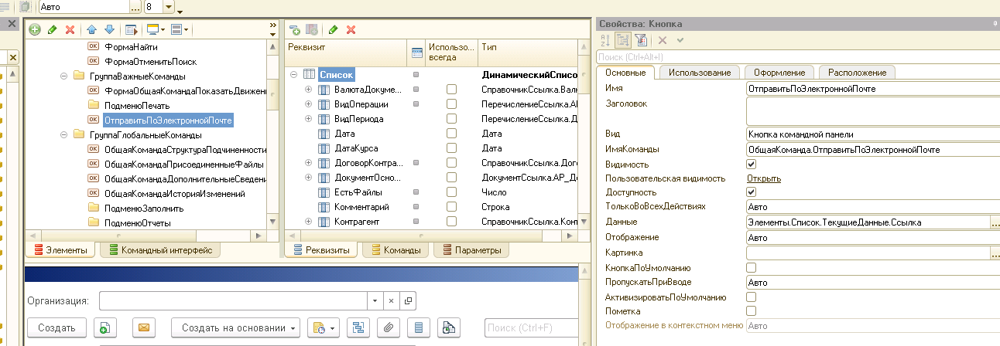 Авто
8
ФормаНайти
ФормаОтменитьПоиск
ГруппаВажныеКоманды
ФормаОбщаяКомандаПоказатьДвижен
ПодменюПечать
ОтправитьПоЭлектроннойПочте
ГруппаГлобальныеКоманды
ОбщаяКомандаСтруктураПодчиненности
ОбщаяКомандаПрисоединенныеФайлы
ОбщаяКомандаДополнительныеСведени
ОбщаяКомандаИсторияИзменений
ПодменюЗаполнить
ПодменюОтчеты
Элементы
Командный интерфейс
Реквизит
Использо...
всегда
Тип
Список
ДинамическийСписо
ВалютаДокуме...
СправочникСсылка.Вал
ВидОперации
ПеречислениеСсылка.АР
ВидПериода
ПеречислениеСсылка.Д
Дата
Дата
ДатаКурса
Дата
ДоговорКонтра...
СправочникСсылка.Дог
ДокументОсно...
ДокументСсылка.АР_До
ЕстьФайлы
Число
Комментарий
Строка
Контрагент
СправочникСсылка.Конт
Реквизиты
Команды
Параметры
Организация:
Создать
Создать на основании
Поиск (Ctrl+F)
Свойства: Кнопка
Поиск (Ctrl+Alt+I)
Основные
Использование
Оформление
Расположение
Имя
ОтправитьПоЭлектроннойПочте
Заголовок
Вид
Кнопка командной панели
ИмяКоманды
ОбщаяКоманда.ОтправитьПоЭлектроннойПочте
Видимость
Пользовательская видимость
Открыть
Доступность
ТолькоВоВсехДействиях
Авто
Данные
Элементы.Список.ТекущиеДанные.Ссылка
Отображение
Авто
Картинка
КнопкаПоУмолчанию
ПропускатьПриВводе
Авто
АктивизироватьПоУмолчанию
Пометка
Отображение в контекстном меню
Авто